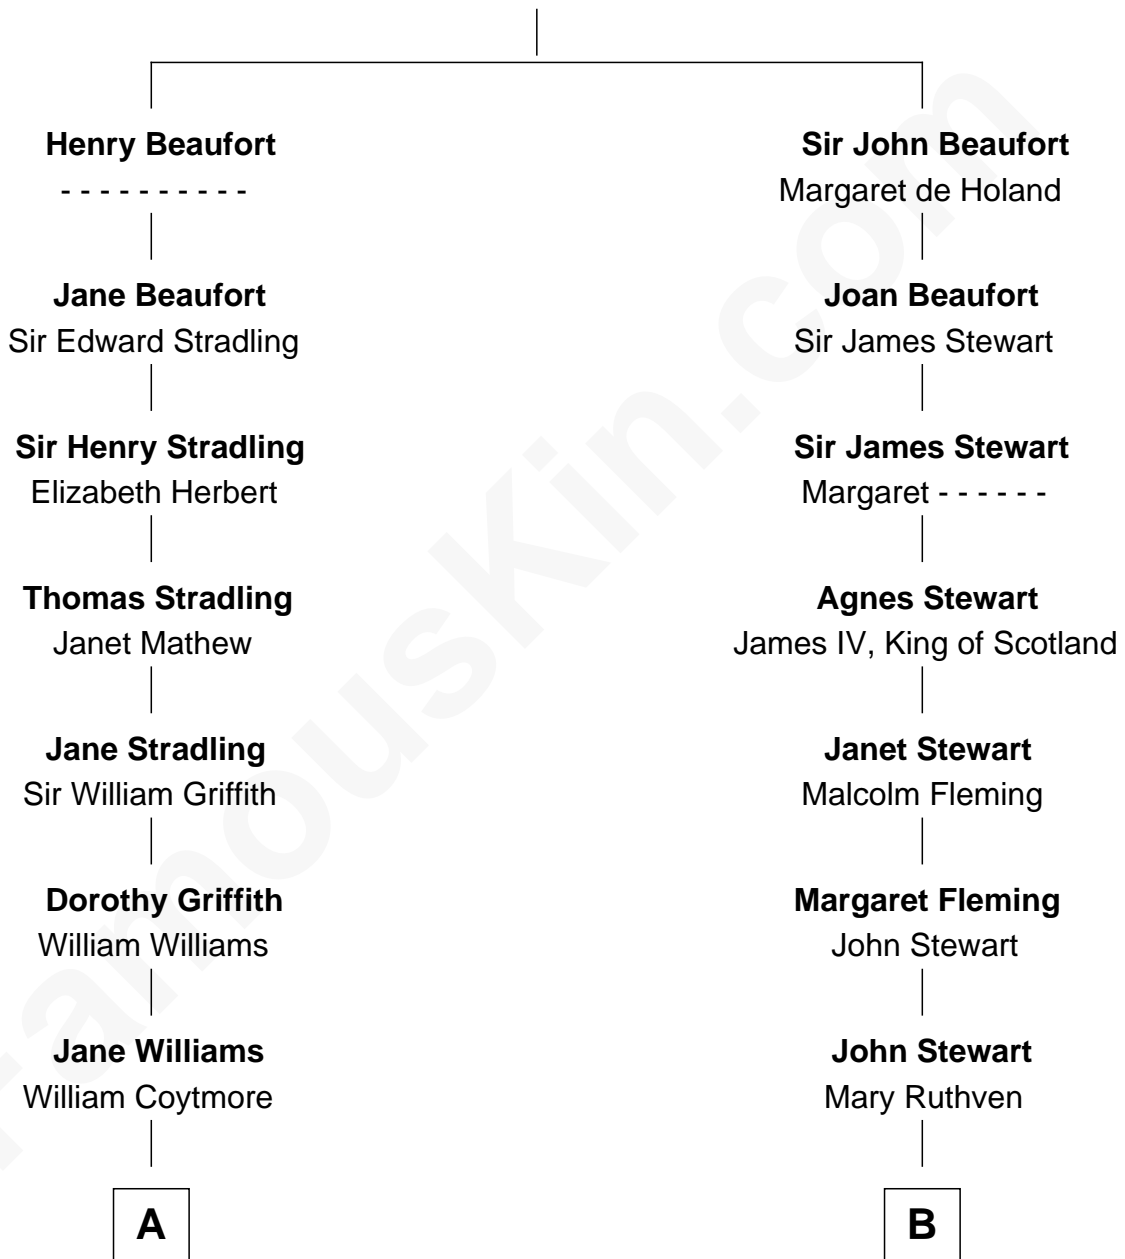 Henry Beaufort
- - - - - - - - - -
Jane Beaufort
Sir Edward Stradling
Sir Henry Stradling
Elizabeth Herbert
Thomas Stradling
Janet Mathew
Jane Stradling
Sir William Griffith
Dorothy Griffith
William Williams
Jane Williams
William Coytmore
A
Sir John Beaufort
Margaret de Holand
Joan Beaufort
Sir James Stewart
Sir James Stewart
Margaret - - - - - -
Agnes Stewart
James IV, King of Scotland
Janet Stewart
Malcolm Fleming
Margaret Fleming
John Stewart
John Stewart
Mary Ruthven
B
FamousKin.com